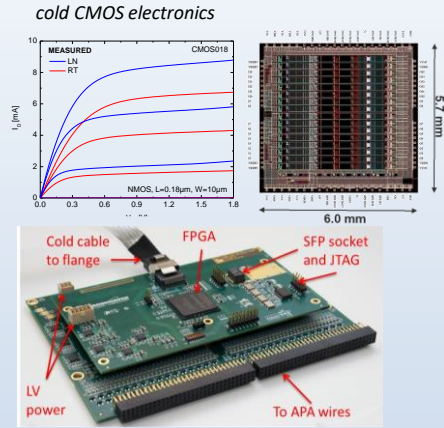 cold CMOS electronics
MEASURED
LN
RT
CMOS018
I_D [mA]
10
8
6
4
2
0
0.0 0.3 0.6 0.9 1.2 1.5 1.8
NMOS, L=0.18µm, W=10µm
5.7 mm
6.0 mm
Cold cable
to flange
FPGA
SFP socket
and JTAG
LV
power
To APA wires